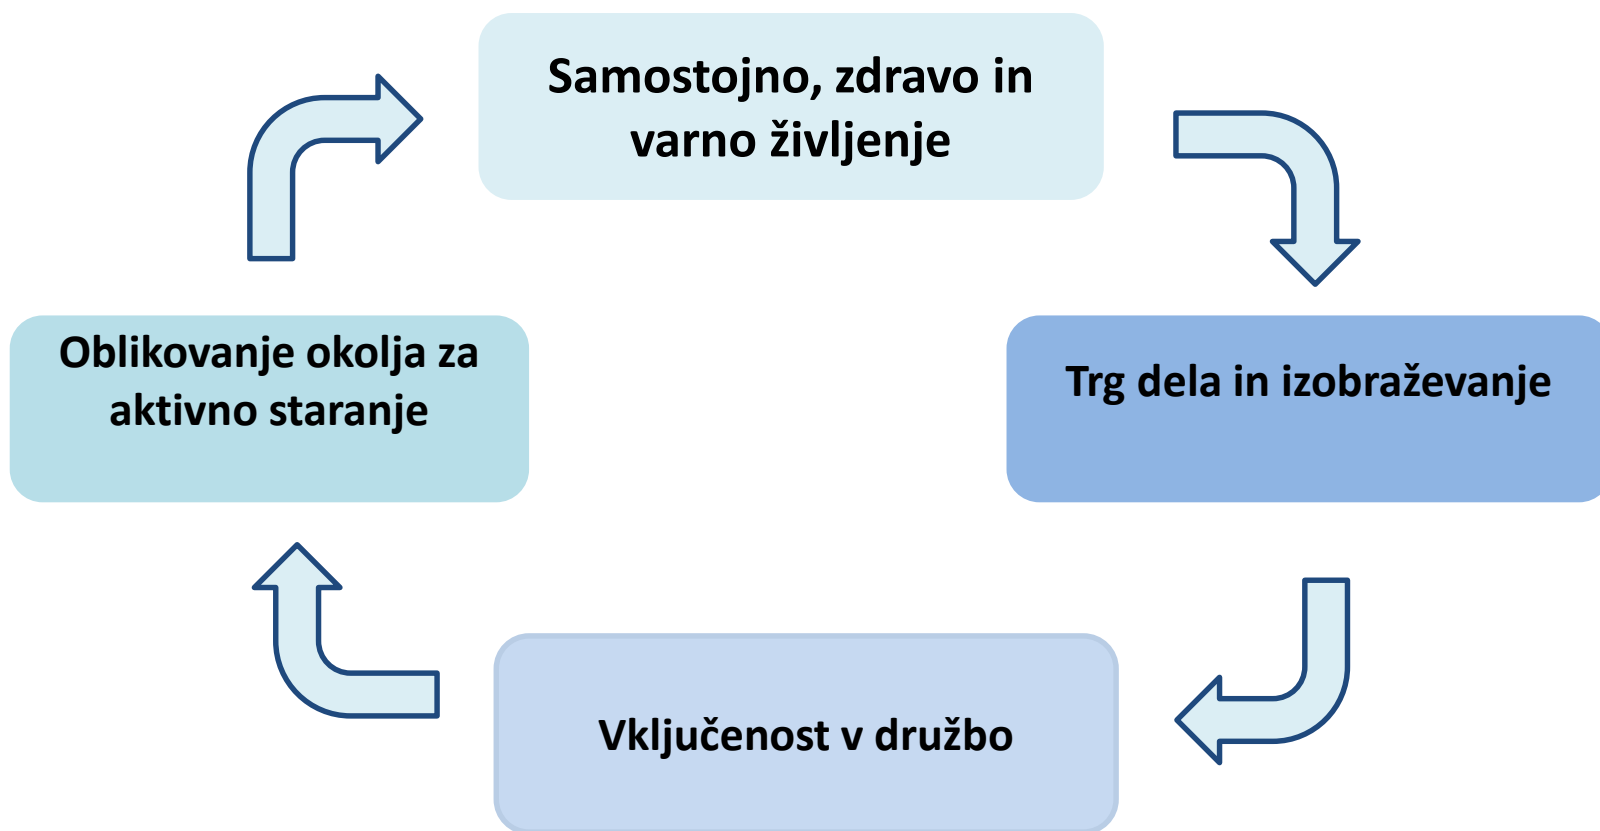 Samostojno, zdravo in
varno življenje
Oblikovanje okolja za
aktivno staranje
Trg dela in izobraževanje
Vključenost v družbo